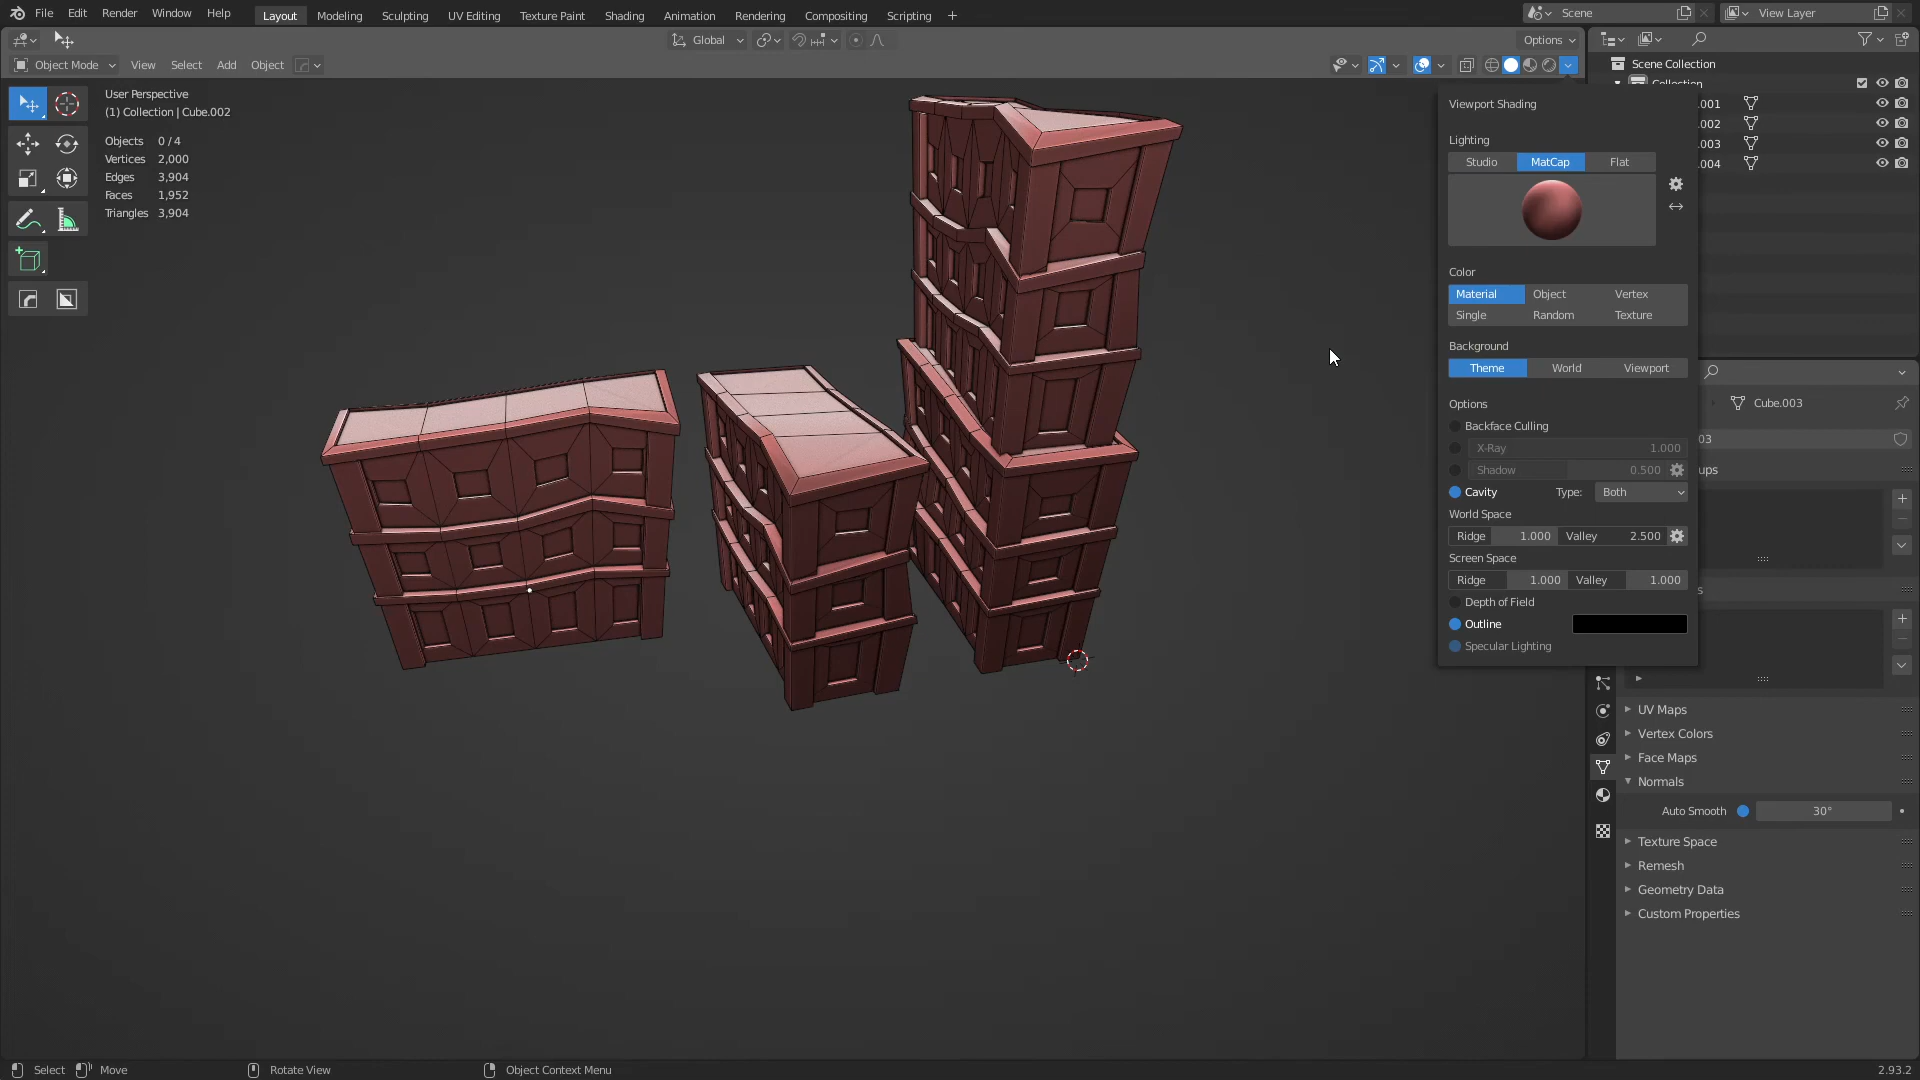 File Edit Render Window Help Layout Modeling Sculpting UV Editing Texture Paint Shading Animation Rendering Compositing Scripting + Scene View Layer
Global Options
Object Mode View Select Add Object
Scene Collection
Collection
User Perspective
(1) Collection | Cube.002
Objects 0 / 4
Vertices 2,000
Edges 3,904
Faces 1,952
Triangles 3,904
Viewport Shading
Lighting
Studio MatCap Flat
Color
Material Object Vertex
Single Random Texture
Background
Theme World Viewport
Options
Backface Culling
X-Ray 1.000
Shadow 0.500
Cavity Type: Both
World Space
Ridge 1.000 Valley 2.500
Screen Space
Ridge 1.000 Valley 1.000
Depth of Field
Outline
Specular Lighting
.001
.002
.003
.004
Cube.003
03
ups
s
UV Maps
Vertex Colors
Face Maps
Normals
Auto Smooth 30°
Texture Space
Remesh
Geometry Data
Custom Properties
Select Move Rotate View Object Context Menu 2.93.2